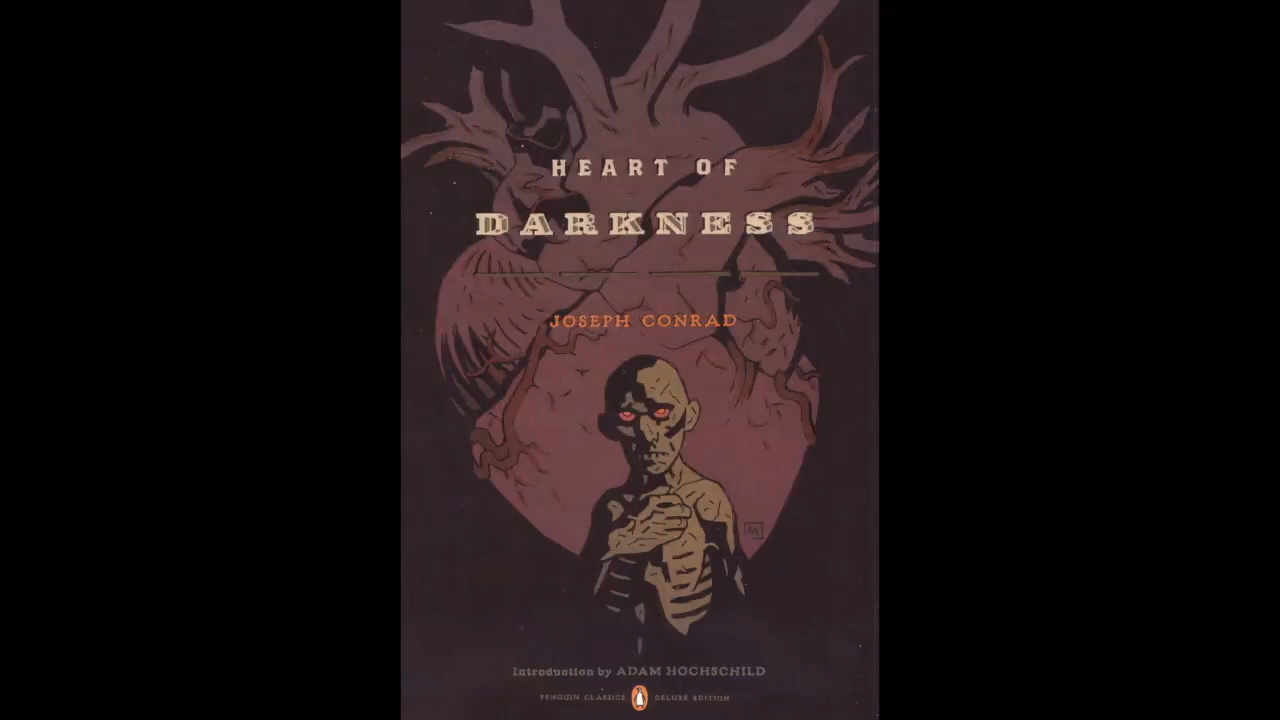 HEART OF
DARKNESS
JOSEPH CONRAD
Introduction by ADAM HOCHSCHILD
PENGUIN CLASSICS DELUXE EDITION